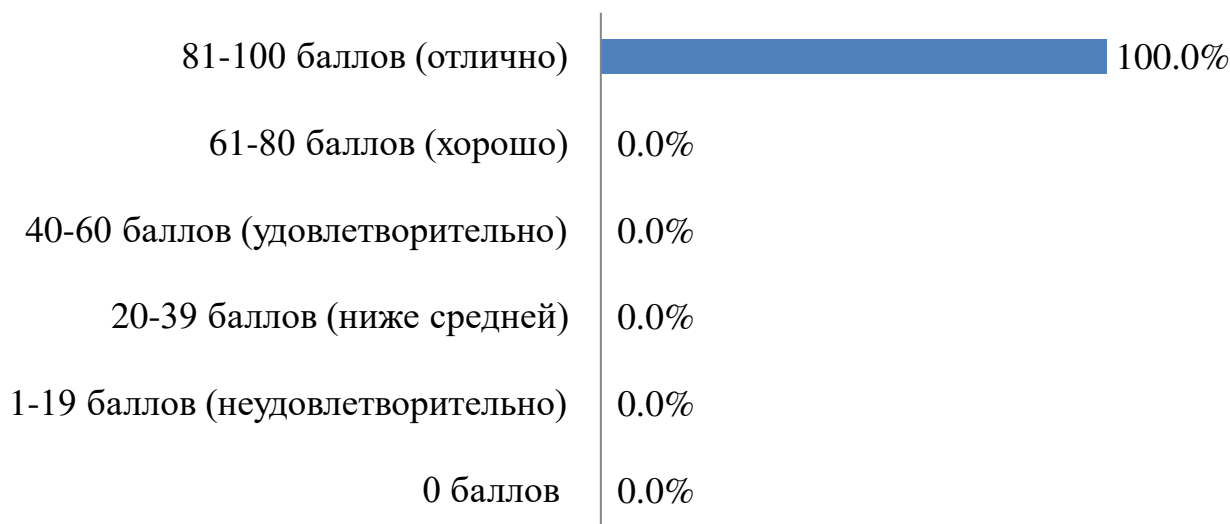 81-100 баллов (отлично) 100.0%
61-80 баллов (хорошо) 0.0%
40-60 баллов (удовлетворительно) 0.0%
20-39 баллов (ниже средней) 0.0%
1-19 баллов (неудовлетворительно) 0.0%
0 баллов 0.0%